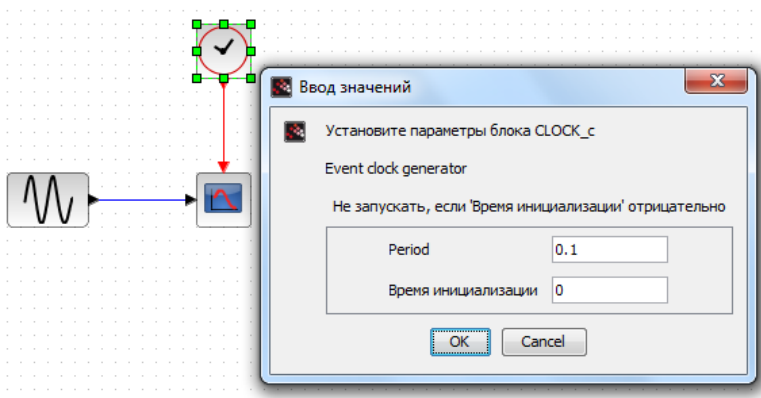 Ввод значений
Установите параметры блока CLOCK_c
Event clock generator
Не запускать, если 'Время инициализации' отрицательно
Period 0.1
Время инициализации 0
OK Cancel